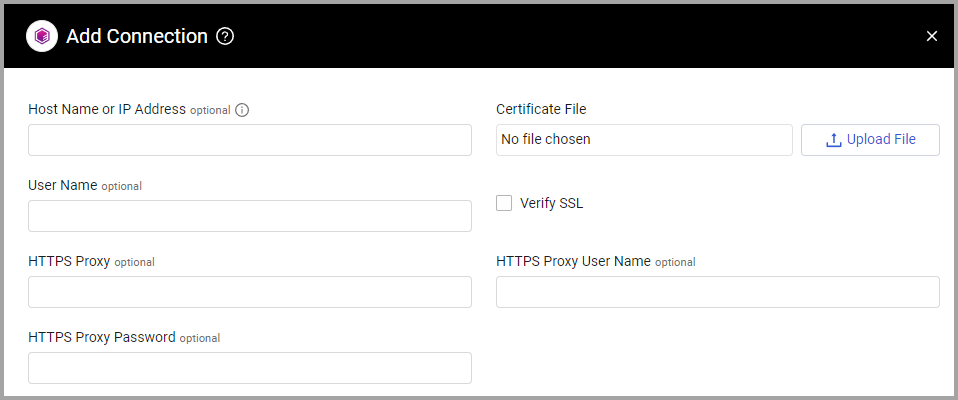 Add Connection ?
Host Name or IP Address optional i
Certificate File
No file chosen
Upload File
User Name optional
Verify SSL
HTTPS Proxy optional
HTTPS Proxy User Name optional
HTTPS Proxy Password optional